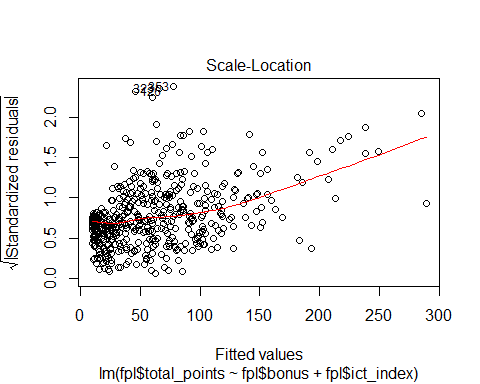 Scale-Location
√|Standardized residuals|
0.0 0.5 1.0 1.5 2.0
0 50 100 150 200 250 300
Fitted values
lm(fpl$total_points ~ fpl$bonus + fpl$ict_index)